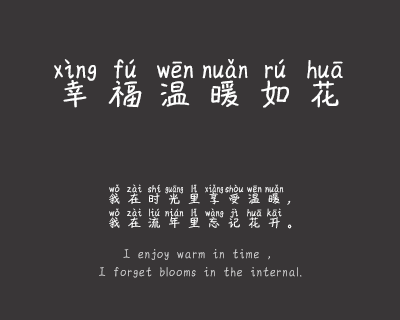 xìng fú wēn nuǎn rú huā
幸福温暖如花
wǒ zài shí guāng lǐ xiǎng shòu wēn nuǎn
我在时光里享受温暖，
wǒ zài liú nián lǐ wàng jì huā kāi
我在流年里忘记花开。
I enjoy warm in time ,
I forget blooms in the internal.